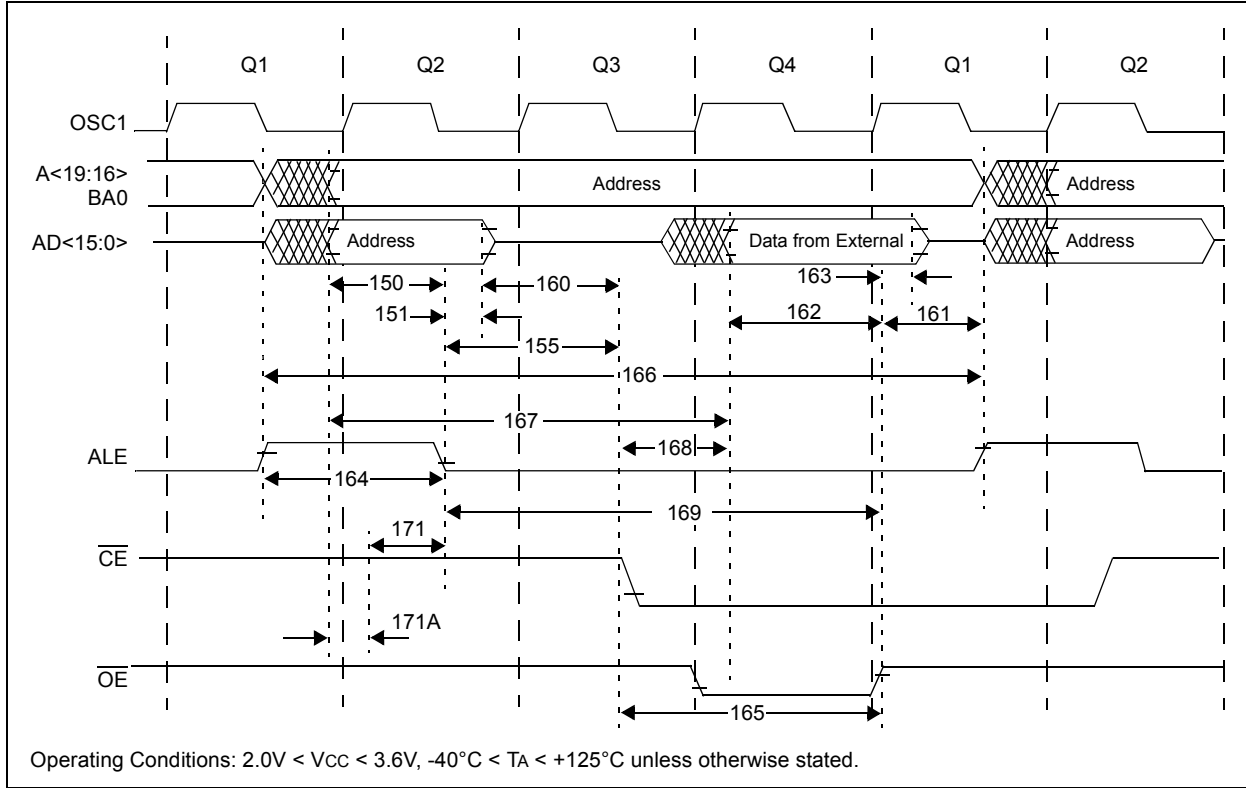 Q1 Q2 Q3 Q4 Q1 Q2
OSC1
A<19:16>
BA0
Address
Address
AD<15:0>
Address
Data from External
Address
150
160
163
151
162
161
155
166
167
168
ALE
164
169
171
CE
171A
OE
165
Operating Conditions: 2.0V < VCC < 3.6V, -40°C < TA < +125°C unless otherwise stated.